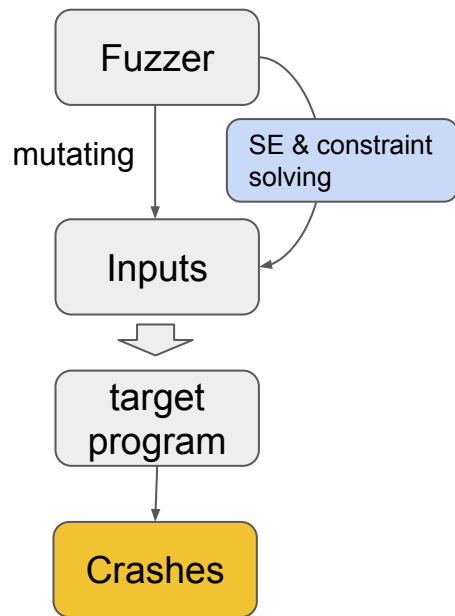 Fuzzer
mutating
SE & constraint
solving
Inputs
target
program
Crashes